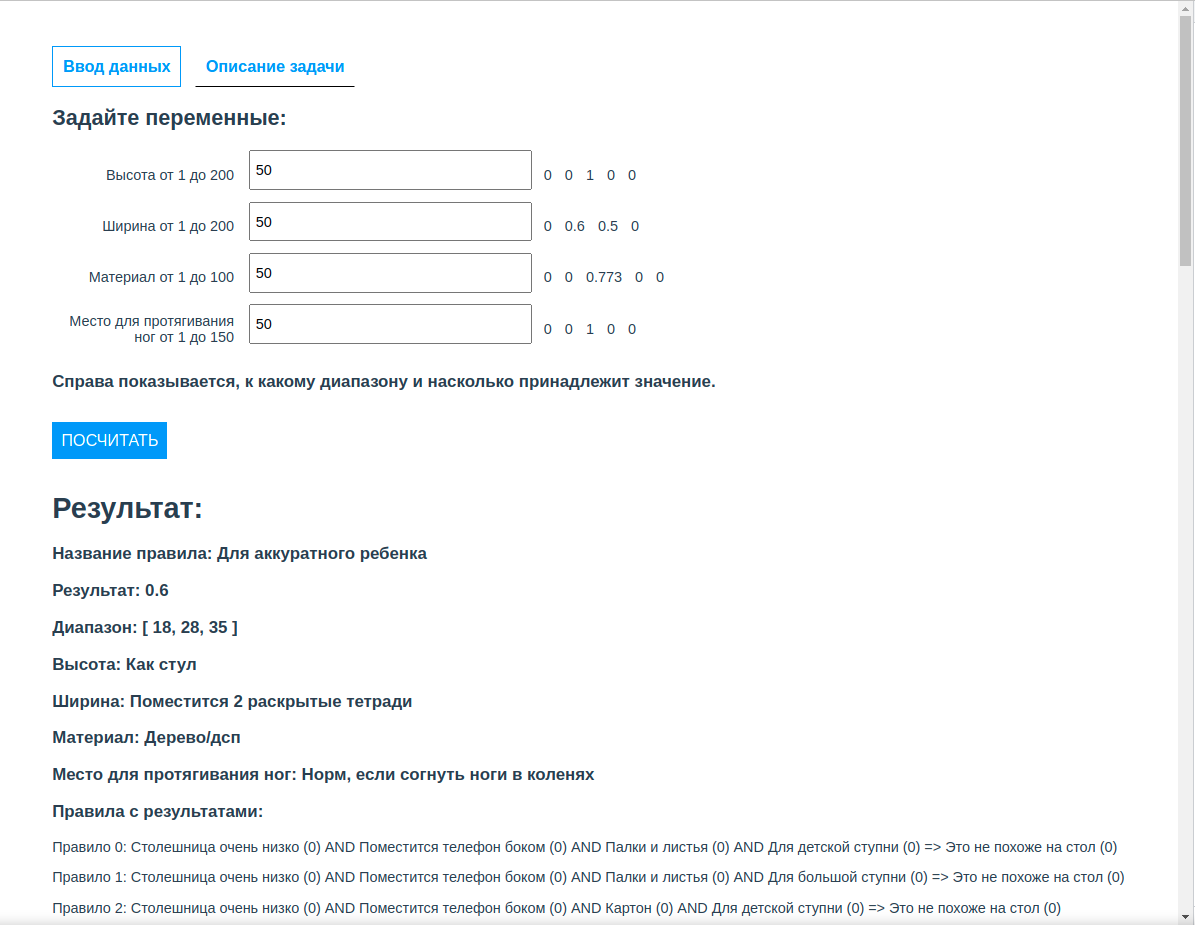 Ввод данных Описание задачи
Задайте переменные:
Высота от 1 до 200 50 0 0 1 0 0
Ширина от 1 до 200 50 0 0.6 0.5 0
Материал от 1 до 100 50 0 0 0.773 0 0
Место для протягивания
ног от 1 до 150 50 0 0 1 0 0
Справа показывается, к какому диапазону и насколько принадлежит значение.
ПОСЧИТАТЬ
Результат:
Название правила: Для аккуратного ребенка
Результат: 0.6
Диапазон: [ 18, 28, 35 ]
Высота: Как стул
Ширина: Поместится 2 раскрытые тетради
Материал: Дерево/дсп
Место для протягивания ног: Норм, если согнуть ноги в коленях
Правила с результатами:
Правило 0: Столешница очень низко (0) AND Поместится телефон боком (0) AND Палки и листья (0) AND Для детской ступни (0) => Это не похоже на стол (0)
Правило 1: Столешница очень низко (0) AND Поместится телефон боком (0) AND Палки и листья (0) AND Для большой ступни (0) => Это не похоже на стол (0)
Правило 2: Столешница очень низко (0) AND Поместится телефон боком (0) AND Картон (0) AND Для детской ступни (0) => Это не похоже на стол (0)